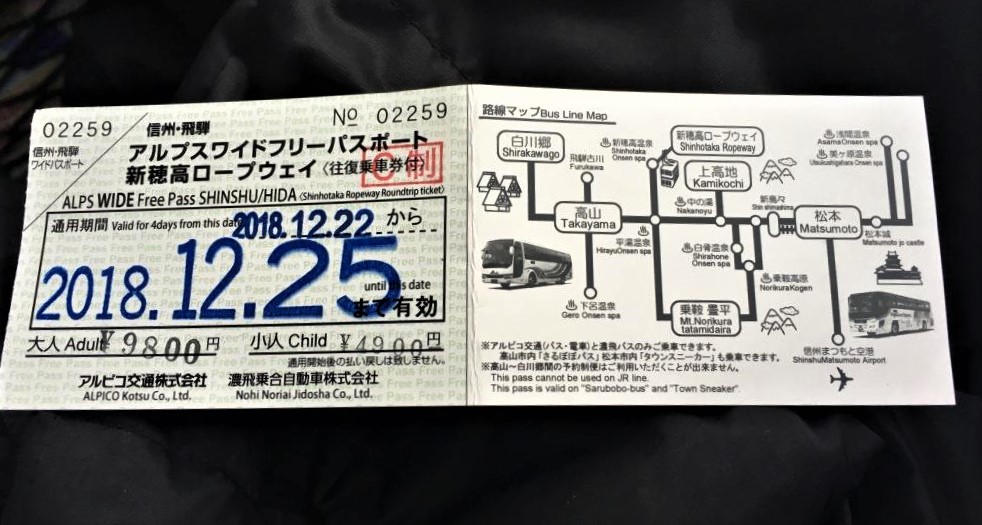 02259
信州・飛騨
ワイドパスポート
№ 02259
信州・飛騨
アルプスワイドフリーパスポート
新穂高ロープウェイ〈往復乗車券付〉
制
ALPS WIDE Free Pass SHINSHU/HIDA〈Shinhotaka Ropeway Roundtrip ticket〉
通用期間 Valid for 4days from this date 2018.12.22 から
2018.12.25 until this date
まで有効
大人 Adult ¥9800円 小人 Child ¥4900円
通用開始後の払い戻しは致しません。
アルピコ交通株式会社 濃飛乗合自動車株式会社
ALPICO Kotsu Co., Ltd. Nohi Noriai Jidosha Co., Ltd.
路線マップBus Line Map
白川郷
Shirakawago
飛騨古川
Furukawa
新穂高温泉
Shinhotaka
Onsen spa
新穂高ロープウェイ
Shinhotaka Ropeway
上高地
Kamikochi
浅間温泉
AsamaOnsen spa
美ヶ原温泉
Utsukushigahara Onsen spa
高山
Takayama
平湯温泉
HirayuOnsen spa
中の湯
Nakanoyu
新島々
Shin shimashima
松本
Matsumoto
松本城
Matsumoto jo castle
白骨温泉
Shirahone
Onsen spa
乗鞍高原
NorikuraKogen
下呂温泉
Gero Onsen spa
乗鞍 畳平
Mt.Norikura
tatamidaira
信州まつもと空港
ShinshuMatsumoto Airport
※アルピコ交通(バス・電車)と濃飛バスのみご乗車できます。
高山市内「さるぼぼバス」松本市内「タウンスニーカー」も乗車できます。
※高山～白川郷間の予約制便はご利用いただくことが出来ません。
This pass cannot be used on JR line.
This pass is valid on "Sarubobo-bus" and "Town Sneaker".